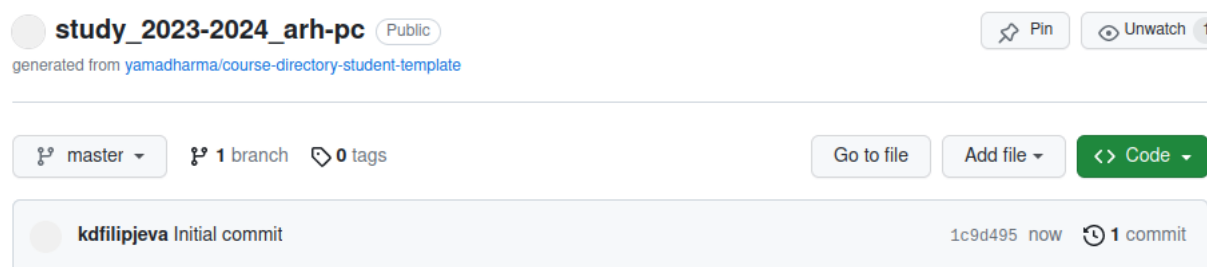 study_2023-2024_arh-pc Public Pin Unwatch 1
generated from yamadharma/course-directory-student-template
master 1 branch 0 tags Go to file Add file Code
kdfilipjeva Initial commit 1c9d495 now 1 commit